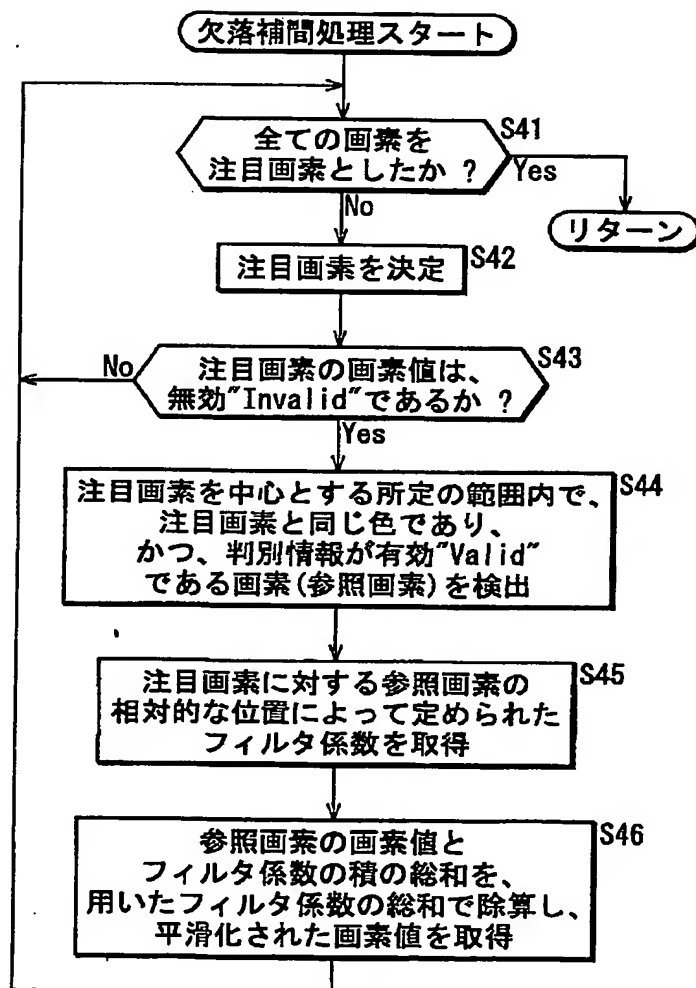 欠落補間処理スタート
全ての画素を
注目画素としたか ?
S41
Yes
No
リターン
注目画素を決定
S42
注目画素の画素値は、
無効"Invalid"であるか ?
S43
No
Yes
注目画素を中心とする所定の範囲内で、
注目画素と同じ色であり、
かつ、判別情報が有効"Valid"
である画素(参照画素)を検出
S44
注目画素に対する参照画素の
相対的な位置によって定められた
フィルタ係数を取得
S45
参照画素の画素値と
フィルタ係数の積の総和を、
用いたフィルタ係数の総和で除算し、
平滑化された画素値を取得
S46